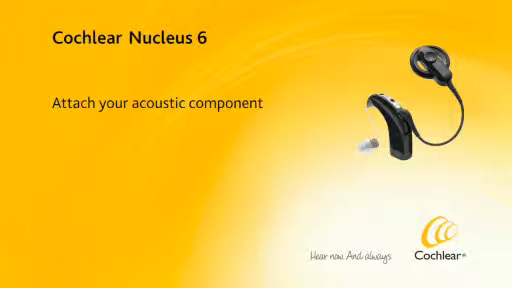 Cochlear Nucleus 6
Attach your acoustic component
Hear now. And always
Cochlear®